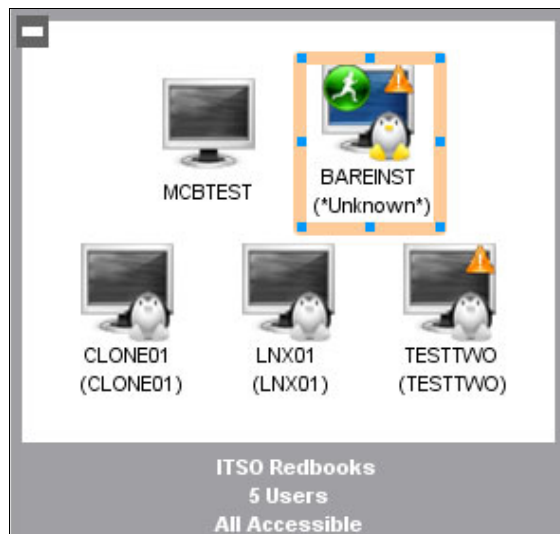 MCBTEST
BAREINST
(*Unknown*)
CLONE01
(CLONE01)
LNX01
(LNX01)
TESTTWO
(TESTTWO)
ITSO Redbooks
5 Users
All Accessible